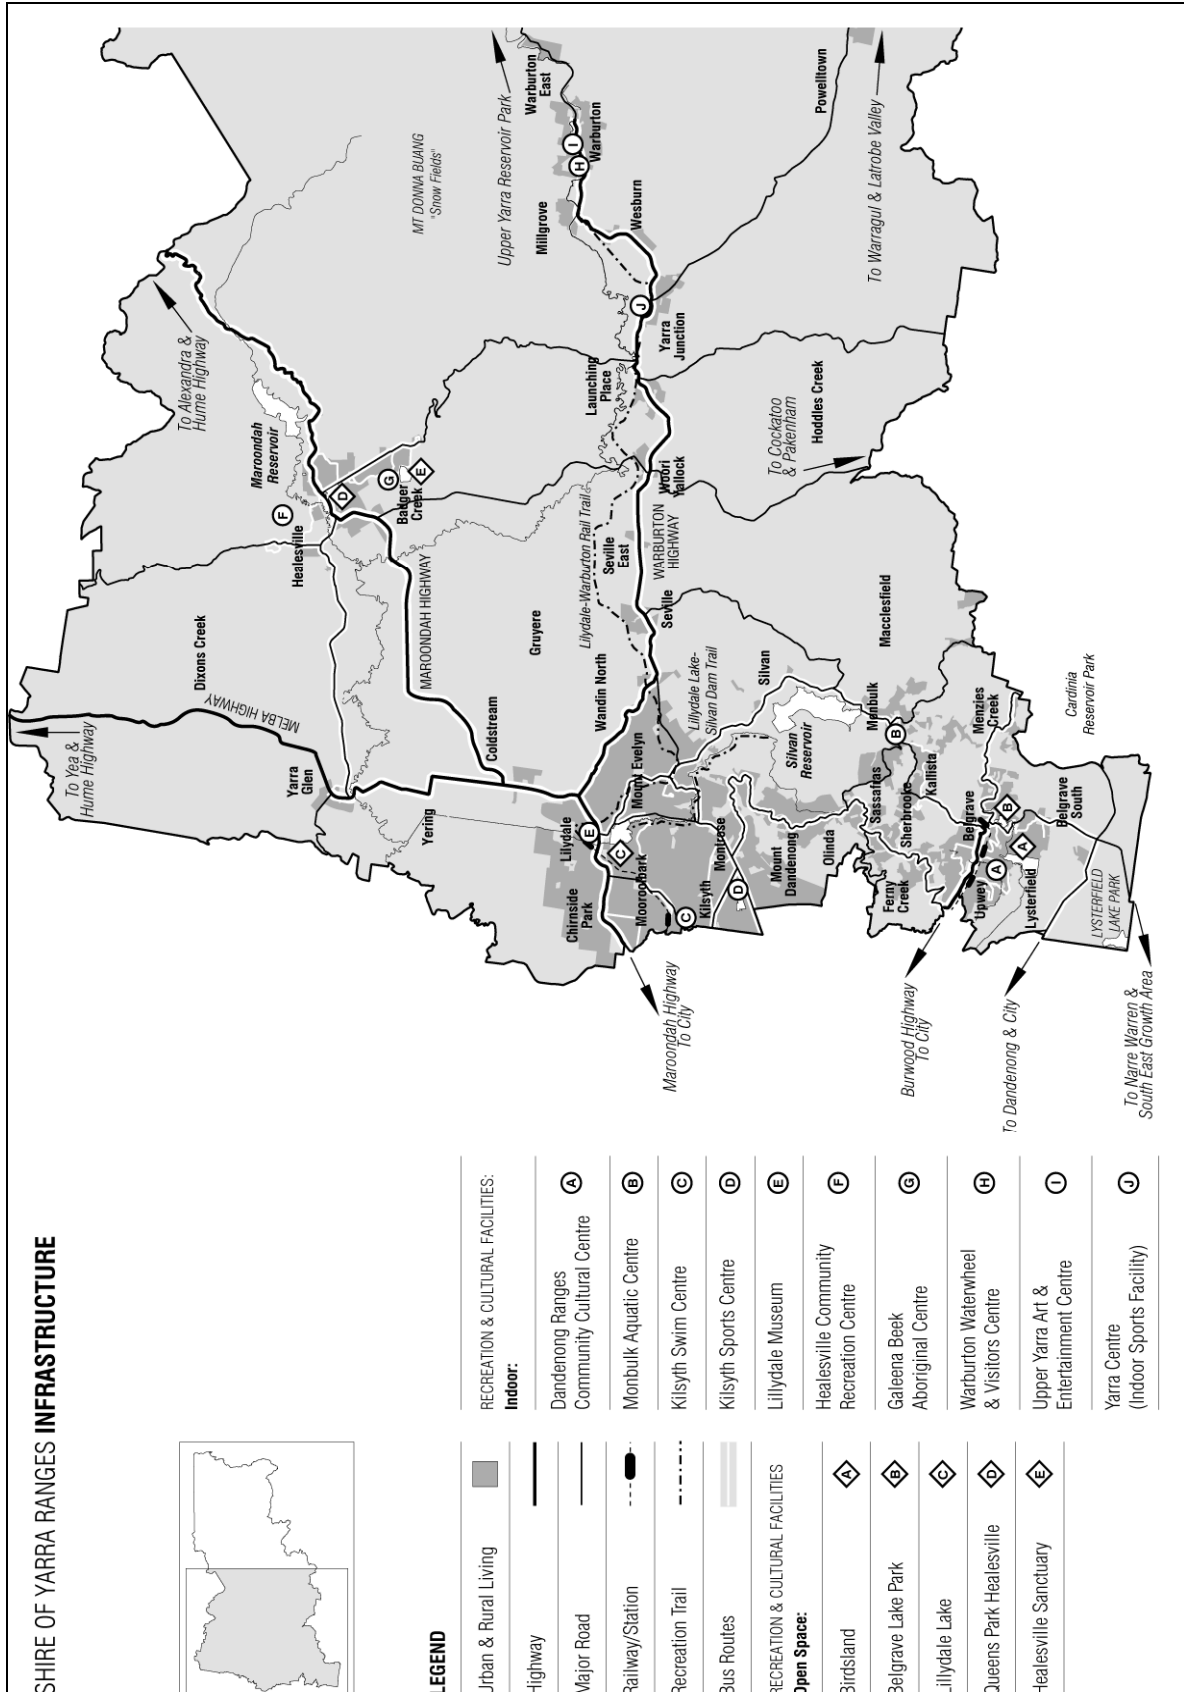 SHIRE OF YARRA RANGES INFRASTRUCTURE
LEGEND
Urban & Rural Living
Highway
Major Road
Railway/Station
Recreation Trail
Bus Routes
RECREATION & CULTURAL FACILITIES
Open Space:
Birdsland A
Belgrave Lake Park B
Lillydale Lake C
Queens Park Healesville D
Healesville Sanctuary E
RECREATION & CULTURAL FACILITIES:
Indoor:
Dandenong Ranges
Community Cultural Centre A
Monbulk Aquatic Centre B
Kilsyth Swim Centre C
Kilsyth Sports Centre D
Lillydale Museum E
Healesville Community
Recreation Centre F
Galeena Beek
Aboriginal Centre G
Warburton Waterwheel
& Visitors Centre H
Upper Yarra Art &
Entertainment Centre I
Yarra Centre
(Indoor Sports Facility) J
To Yea &
Hume Highway
MELBA HIGHWAY
Dixons Creek
Yarra
Glen
Yering
To Alexandra &
Hume Highway
Maroondah
Reservoir
F
Healesville
D
G
E
Badger
Creek
MAROONDAH HIGHWAY
Gruyere
Coldstream
MT DONNA BUANG
"Snow Fields"
Upper Yarra Reservoir Park
Warburton
East
I
H
Warburton
Millgrove
Wesburn
J
Yarra
Junction
Launching
Place
Woori
Yallock
Lilydale-Warburton Rail Trail
Seville
East
WARBURTON
HIGHWAY
Seville
Wandin North
Powelltown
To Warragul & Latrobe Valley
Hoddles Creek
To Cockatoo
& Pakenham
Macclesfield
Lillydale Lake-
Silvan Dam Trail
Silvan
Silvan
Reservoir
Monbulk
B
Mount Evelyn
Lilydale
E
C
Chirnside
Park
Mooroolbark
C
Kilsyth
Montrose
D
Mount
Dandenong
Olinda
Sassafras
Sherbrooke
Kallista
Menzies
Creek
Ferny
Creek
Belgrave
B
A
A
Upwey
Belgrave
South
Lysterfield
LYSTERFIELD
LAKE PARK
Cardinia
Reservoir Park
Maroondah Highway
To City
Burwood Highway
To City
To Dandenong & City
To Narre Warren &
South East Growth Area